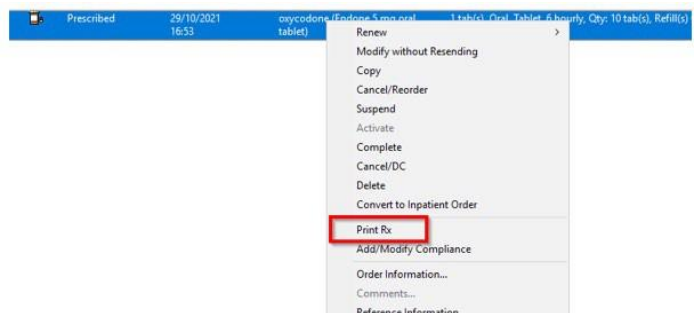 Prescribed 29/10/2021 oxycodone (Endone 5 mg oral 1 tab(s), Oral, Tablet, 6 hourly, Qty: 10 tab(s), Refill(s)
16:53 tablet)
Renew >
Modify without Resending
Copy
Cancel/Reorder
Suspend
Activate
Complete
Cancel/DC
Delete
Convert to Inpatient Order
Print Rx
Add/Modify Compliance
Order Information...
Comments...
Reference Information